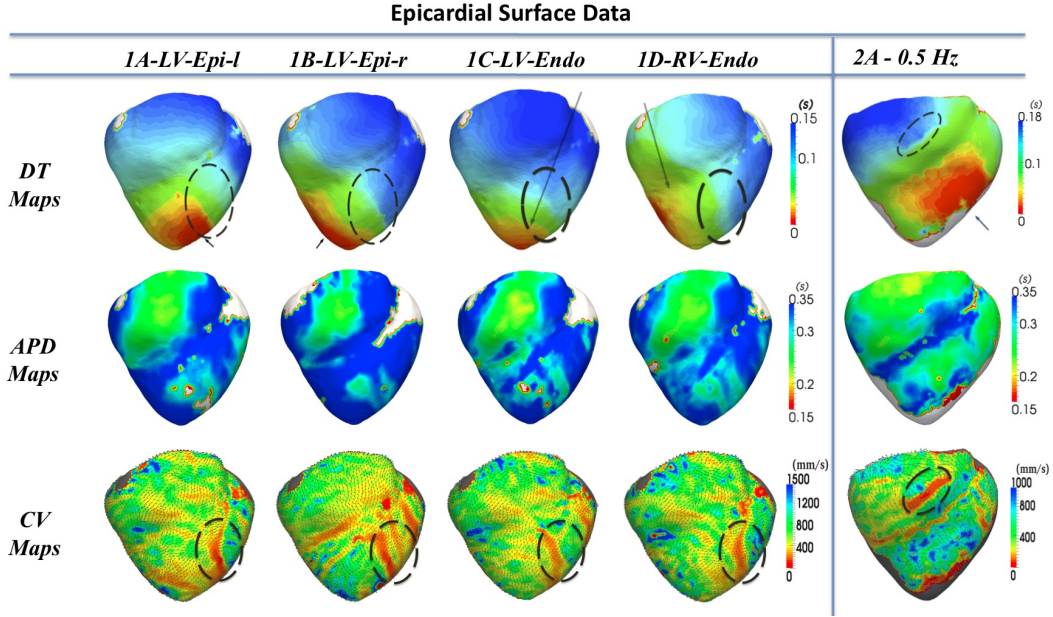 Epicardial Surface Data
1A-LV-Epi-l 1B-LV-Epi-r 1C-LV-Endo 1D-RV-Endo 2A - 0.5 Hz
DT
Maps
(s)
0.15
0.1
0
(s)
0.18
0.1
0
APD
Maps
(s)
0.35
0.3
0.2
0.15
(s)
0.35
0.3
0.2
0.15
CV
Maps
(mm/s)
1500
1200
800
400
0
(mm/s)
1000
800
400
0